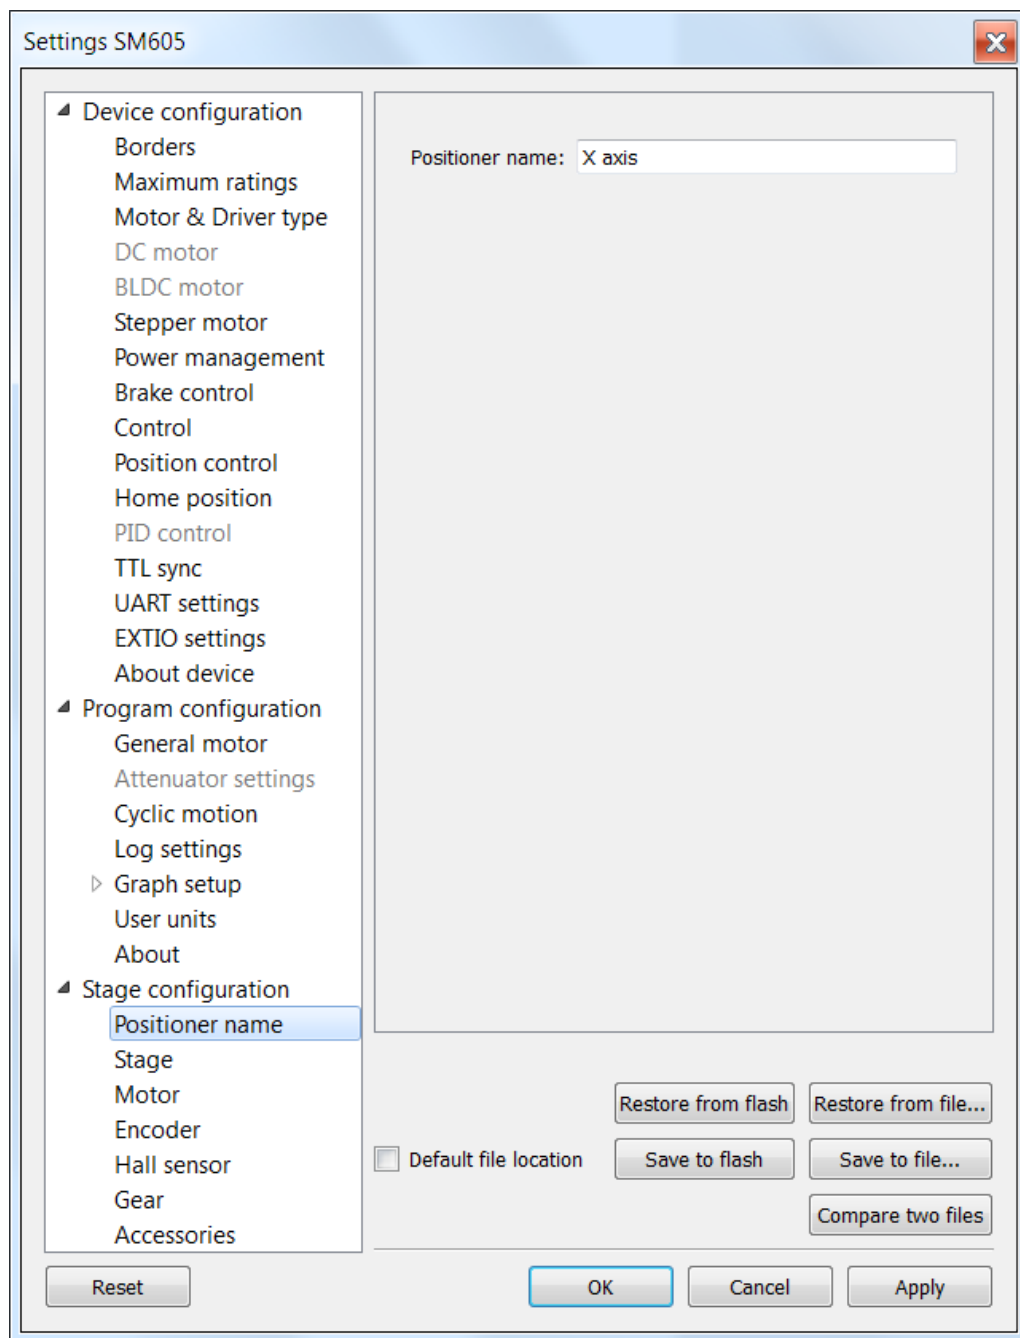 Settings SM605
Device configuration
Borders
Maximum ratings
Motor & Driver type
DC motor
BLDC motor
Stepper motor
Power management
Brake control
Control
Position control
Home position
PID control
TTL sync
UART settings
EXTIO settings
About device
Program configuration
General motor
Attenuator settings
Cyclic motion
Log settings
Graph setup
User units
About
Stage configuration
Positioner name
Stage
Motor
Encoder
Hall sensor
Gear
Accessories
Positioner name: X axis
Restore from flash Restore from file...
Default file location Save to flash Save to file...
Compare two files
Reset OK Cancel Apply